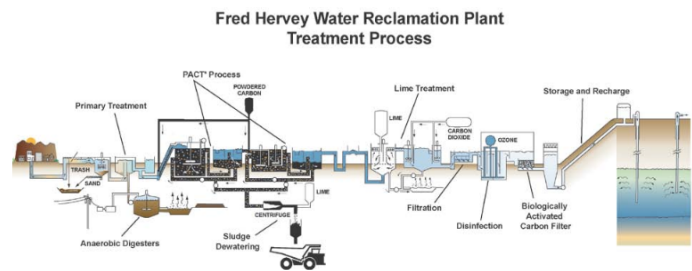 Fred Hervey Water Reclamation Plant
Treatment Process
PACT* Process
POWDERED
CARBON
Lime Treatment
Storage and Recharge
Primary Treatment
LIME
CARBON
DIOXIDE
OZONE
TRASH
SAND
LIME
CENTRIFUGE
Filtration
Disinfection
Biologically
Activated
Carbon Filter
Anaerobic Digesters
Sludge
Dewatering